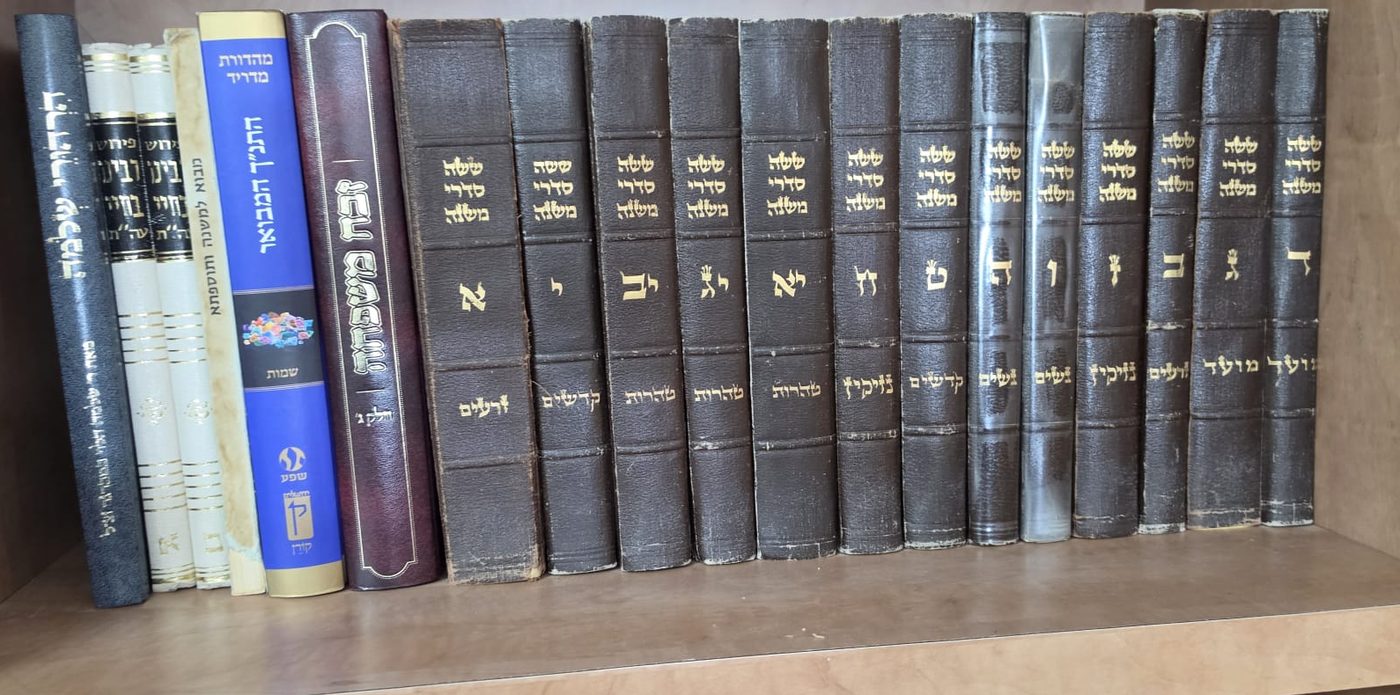 ששה
סדרי
משנה
ד
מועד
ששה
סדרי
משנה
ג
מועד
ששה
סדרי
משנה
ב
זרעים
ששה
סדרי
משנה
ז
נזיקין
ששה
סדרי
משנה
ו
נשים
ששה
סדרי
משנה
ה
נשים
ששה
סדרי
משנה
ט
קדשים
ששה
סדרי
משנה
ח
נזיקין
ששה
סדרי
משנה
יא
טהרות
ששה
סדרי
משנה
יג
טהרות
ששה
סדרי
משנה
יב
טהרות
ששה
סדרי
משנה
י
קדשים
ששה
סדרי
משנה
א
זרעים
זבח משפחה
חלק ג'
מהדורת
מדריד
התנ"ך המבואר
שמות
שפע
קורן
מבוא למשנה ותוספתא
בחיי
ב
פירוש
בחיי
א
הרהורי שלמה